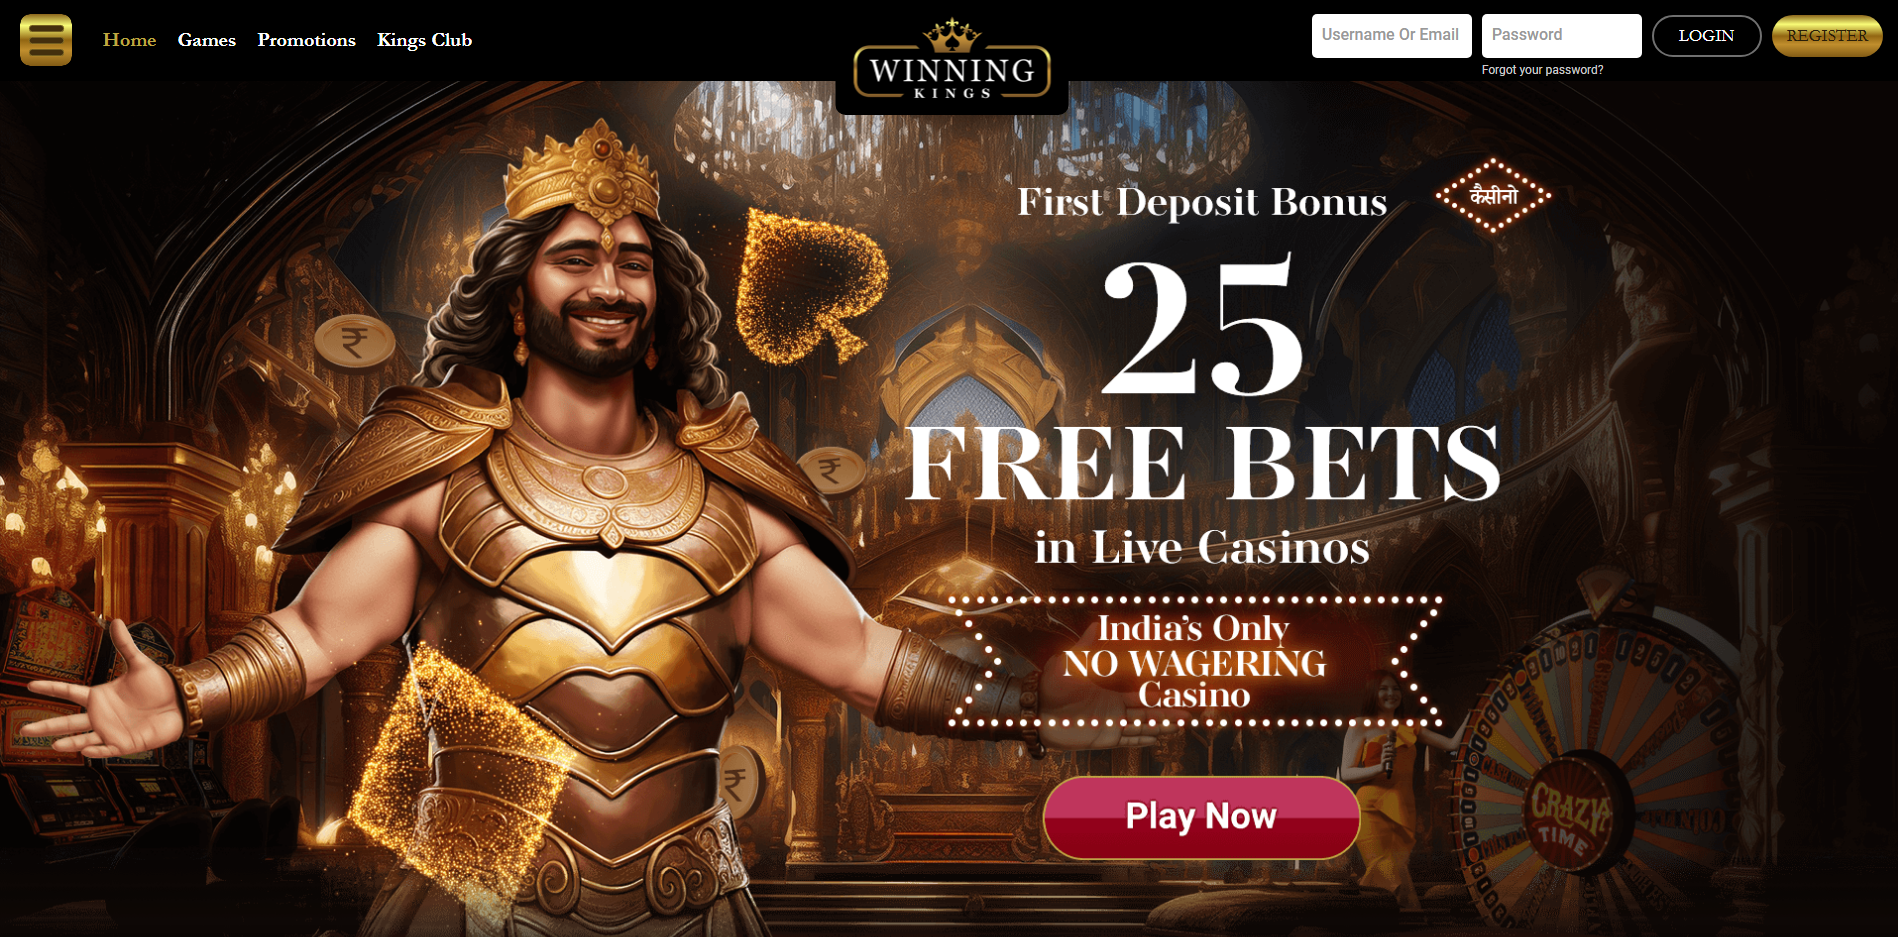 Home Games Promotions Kings Club
WINNING
KINGS
Username Or Email Password LOGIN REGISTER
Forgot your password?
First Deposit Bonus
कैसीनो
25
FREE BETS
in Live Casinos
India's Only
NO WAGERING
Casino
Play Now
CRAZY
TIME
₹
₹
₹